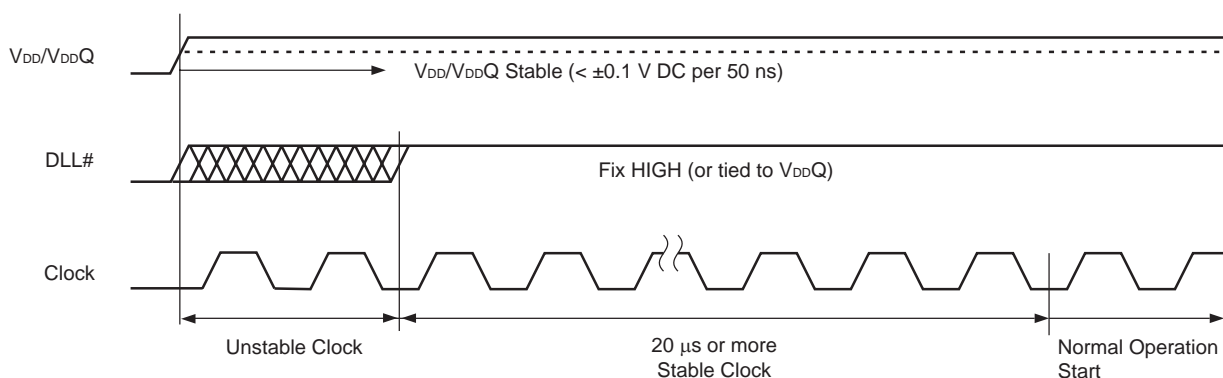 VDD/VDDQ
VDD/VDDQ Stable (< ±0.1 V DC per 50 ns)
DLL#
Fix HIGH (or tied to VDDQ)
Clock
Unstable Clock
20 μs or more
Stable Clock
Normal Operation
Start